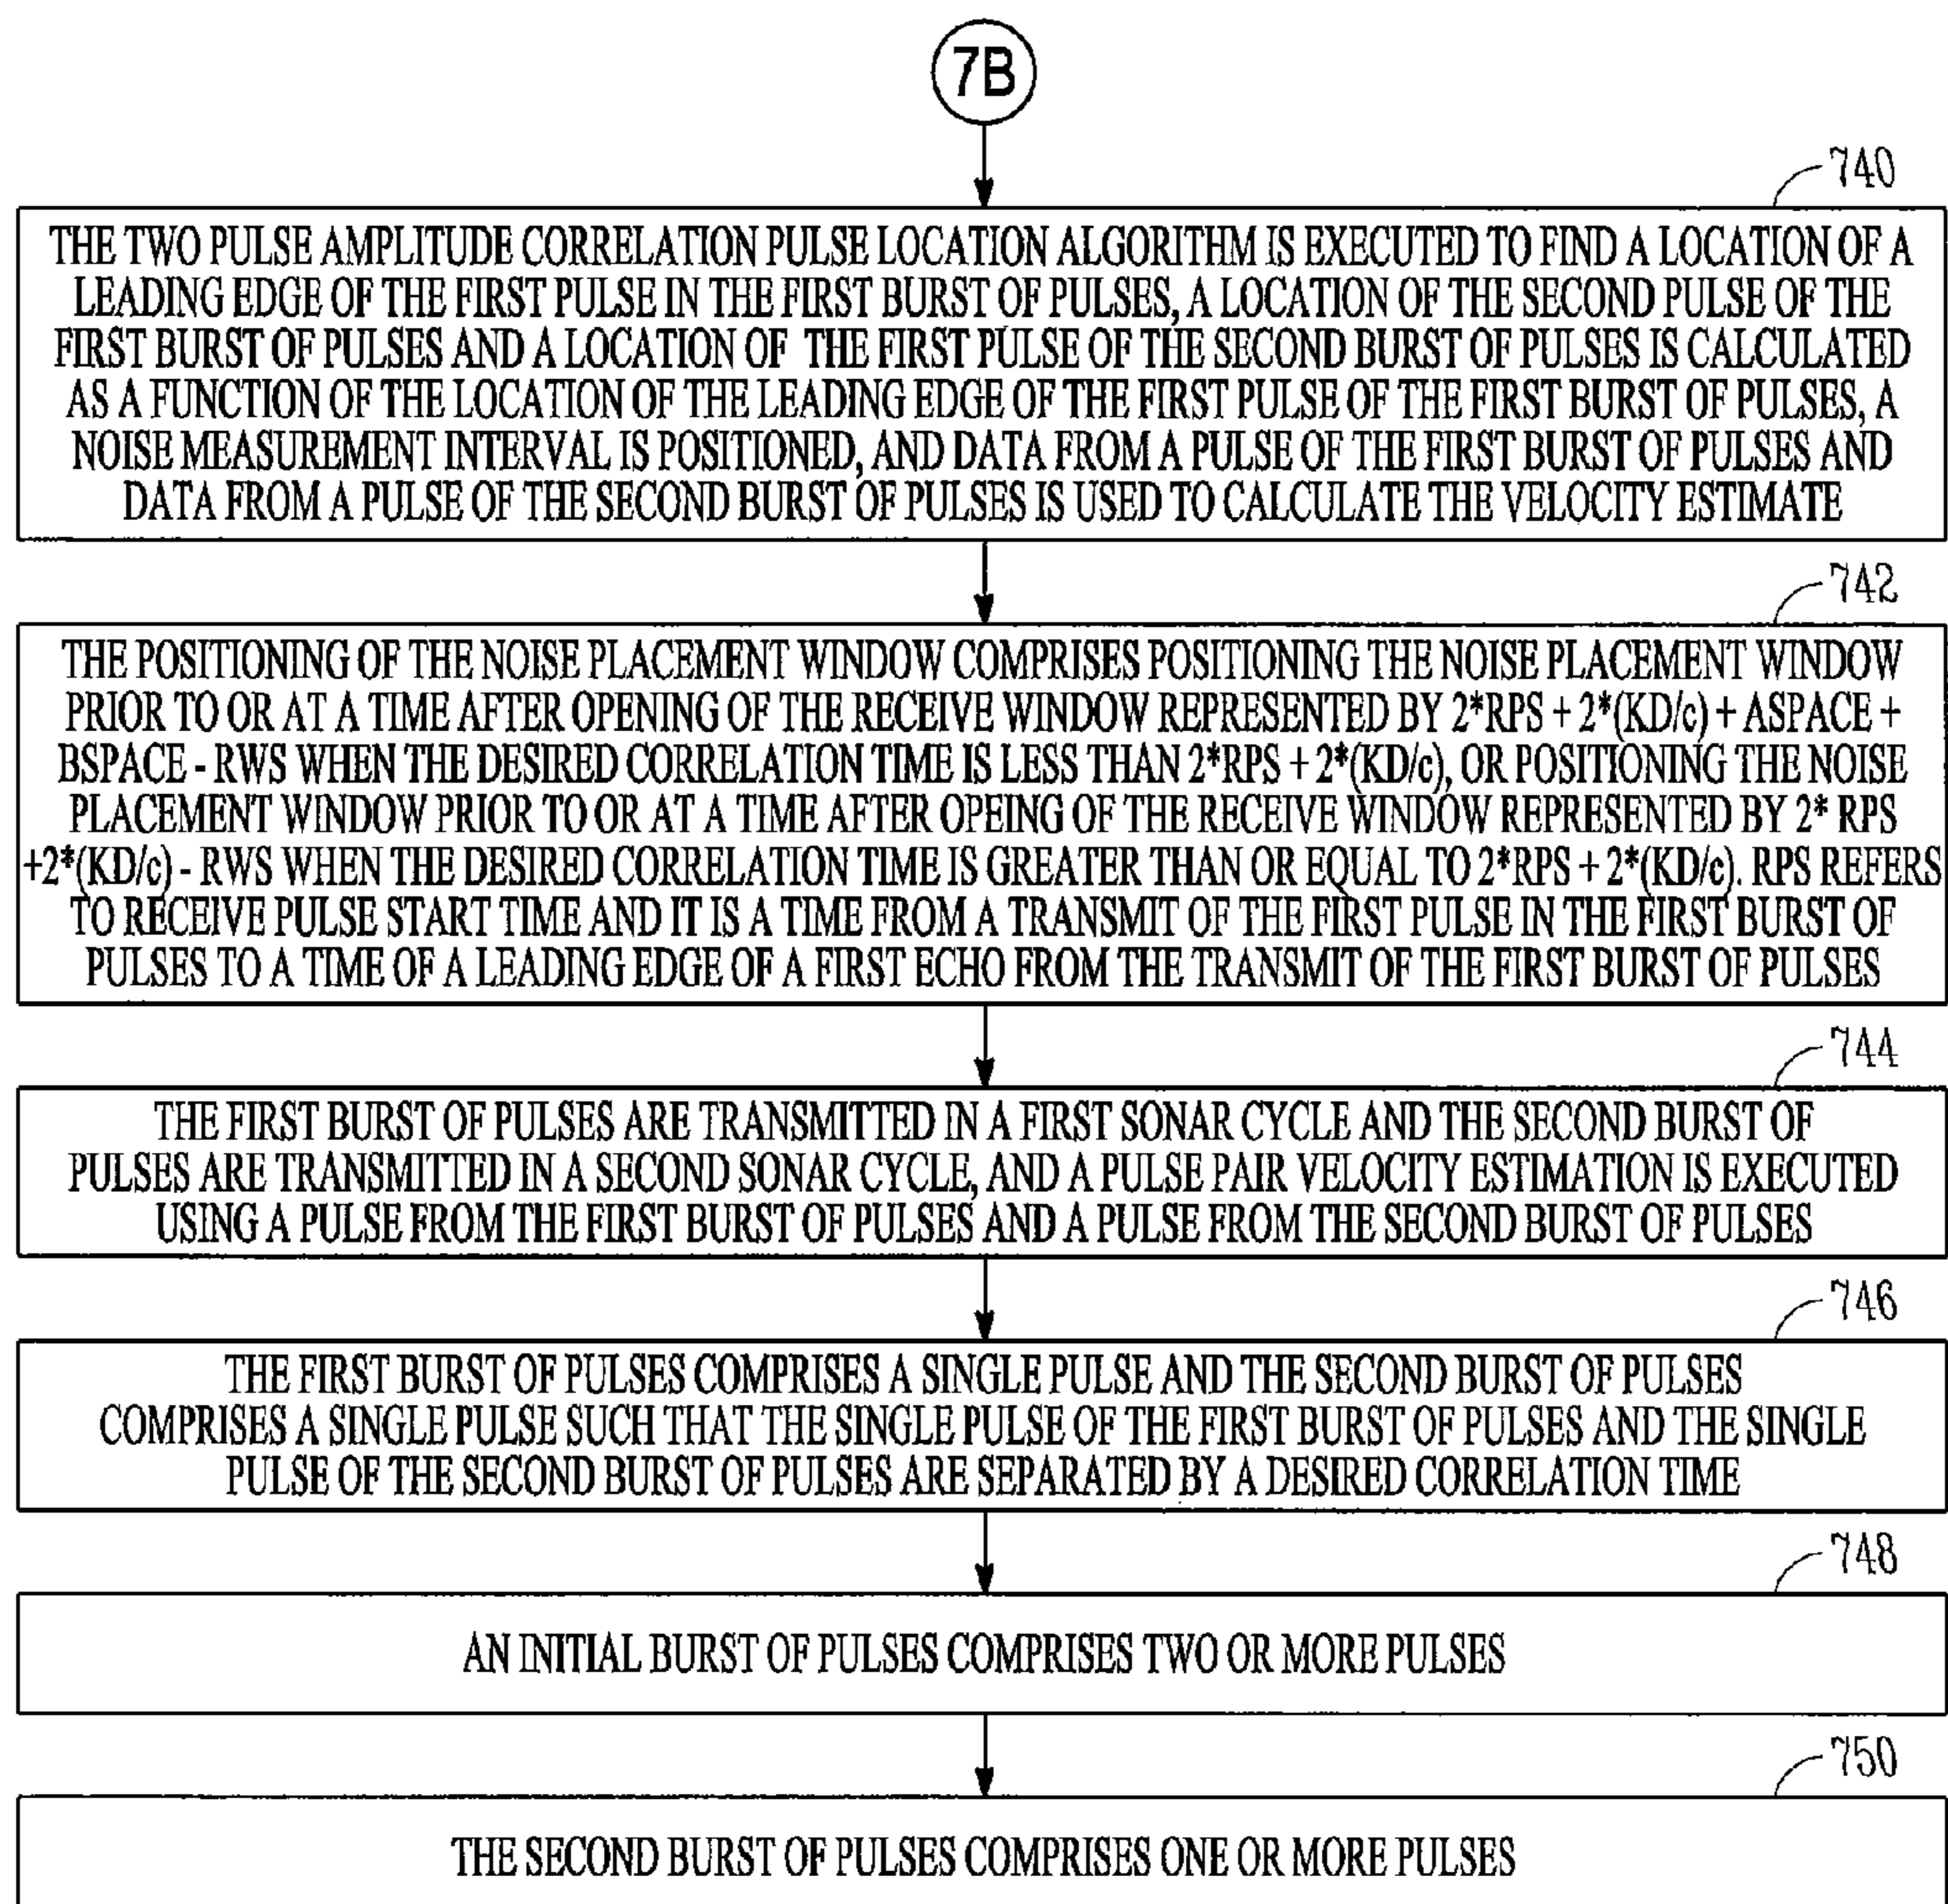 7B
740
THE TWO PULSE AMPLITUDE CORRELATION PULSE LOCATION ALGORITHM IS EXECUTED TO FIND A LOCATION OF A
LEADING EDGE OF THE FIRST PULSE IN THE FIRST BURST OF PULSES, A LOCATION OF THE SECOND PULSE OF THE
FIRST BURST OF PULSES AND A LOCATION OF THE FIRST PULSE OF THE SECOND BURST OF PULSES IS CALCULATED
AS A FUNCTION OF THE LOCATION OF THE LEADING EDGE OF THE FIRST PULSE OF THE FIRST BURST OF PULSES, A
NOISE MEASUREMENT INTERVAL IS POSITIONED, AND DATA FROM A PULSE OF THE FIRST BURST OF PULSES AND
DATA FROM A PULSE OF THE SECOND BURST OF PULSES IS USED TO CALCULATE THE VELOCITY ESTIMATE
742
THE POSITIONING OF THE NOISE PLACEMENT WINDOW COMPRISES POSITIONING THE NOISE PLACEMENT WINDOW
PRIOR TO OR AT A TIME AFTER OPENING OF THE RECEIVE WINDOW REPRESENTED BY 2*RPS + 2*(KD/c) + ASPACE +
BSPACE - RWS WHEN THE DESIRED CORRELATION TIME IS LESS THAN 2*RPS + 2*(KD/c), OR POSITIONING THE NOISE
PLACEMENT WINDOW PRIOR TO OR AT A TIME AFTER OPEING OF THE RECEIVE WINDOW REPRESENTED BY 2* RPS
+2*(KD/c) - RWS WHEN THE DESIRED CORRELATION TIME IS GREATER THAN OR EQUAL TO 2*RPS + 2*(KD/c). RPS REFERS
TO RECEIVE PULSE START TIME AND IT IS A TIME FROM A TRANSMIT OF THE FIRST PULSE IN THE FIRST BURST OF
PULSES TO A TIME OF A LEADING EDGE OF A FIRST ECHO FROM THE TRANSMIT OF THE FIRST BURST OF PULSES
744
THE FIRST BURST OF PULSES ARE TRANSMITTED IN A FIRST SONAR CYCLE AND THE SECOND BURST OF
PULSES ARE TRANSMITTED IN A SECOND SONAR CYCLE, AND A PULSE PAIR VELOCITY ESTIMATION IS EXECUTED
USING A PULSE FROM THE FIRST BURST OF PULSES AND A PULSE FROM THE SECOND BURST OF PULSES
746
THE FIRST BURST OF PULSES COMPRISES A SINGLE PULSE AND THE SECOND BURST OF PULSES
COMPRISES A SINGLE PULSE SUCH THAT THE SINGLE PULSE OF THE FIRST BURST OF PULSES AND THE SINGLE
PULSE OF THE SECOND BURST OF PULSES ARE SEPARATED BY A DESIRED CORRELATION TIME
748
AN INITIAL BURST OF PULSES COMPRISES TWO OR MORE PULSES
750
THE SECOND BURST OF PULSES COMPRISES ONE OR MORE PULSES